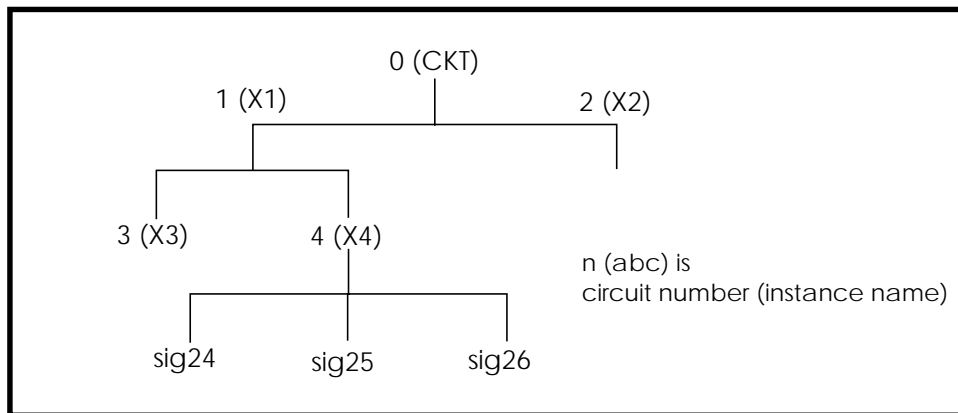 0 (CKT)
1 (X1)
2 (X2)
3 (X3)
4 (X4)
n (abc) is
circuit number (instance name)
sig24
sig25
sig26